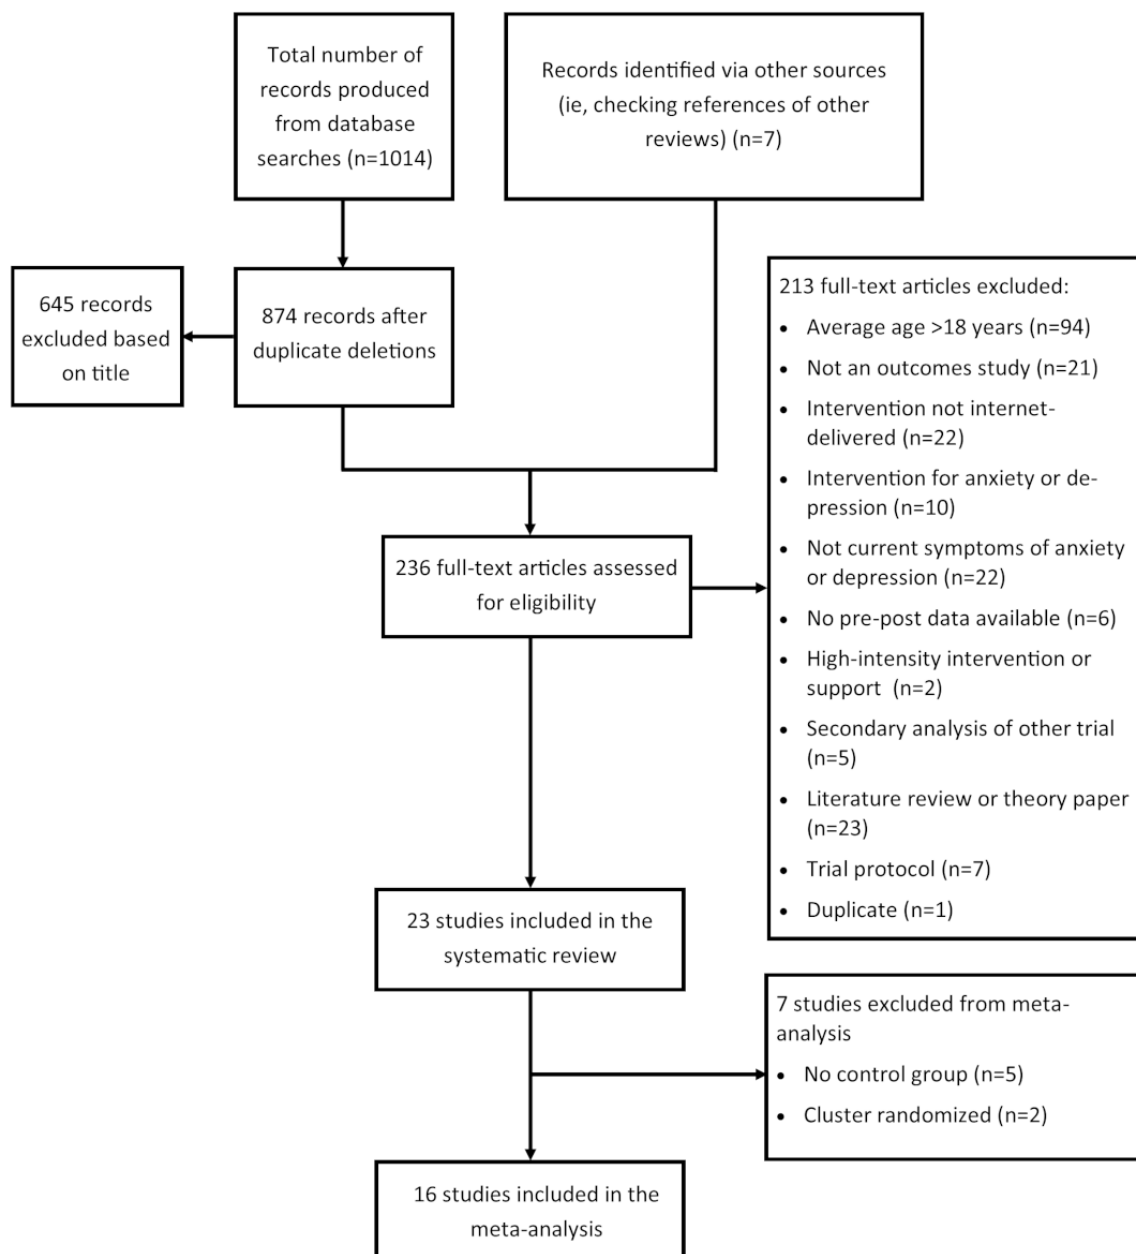 Total number of
records produced
from database
searches (n=1014)
Records identified via other sources
(ie, checking references of other
reviews) (n=7)
645 records
excluded based
on title
874 records after
duplicate deletions
213 full-text articles excluded:
• Average age >18 years (n=94)
• Not an outcomes study (n=21)
• Intervention not internet-
delivered (n=22)
• Intervention for anxiety or de-
pression (n=10)
• Not current symptoms of anxiety
or depression (n=22)
• No pre-post data available (n=6)
• High-intensity intervention or
support (n=2)
• Secondary analysis of other trial
(n=5)
• Literature review or theory paper
(n=23)
• Trial protocol (n=7)
• Duplicate (n=1)
236 full-text articles assessed
for eligibility
23 studies included in the
systematic review
7 studies excluded from meta-
analysis
• No control group (n=5)
• Cluster randomized (n=2)
16 studies included in the
meta-analysis